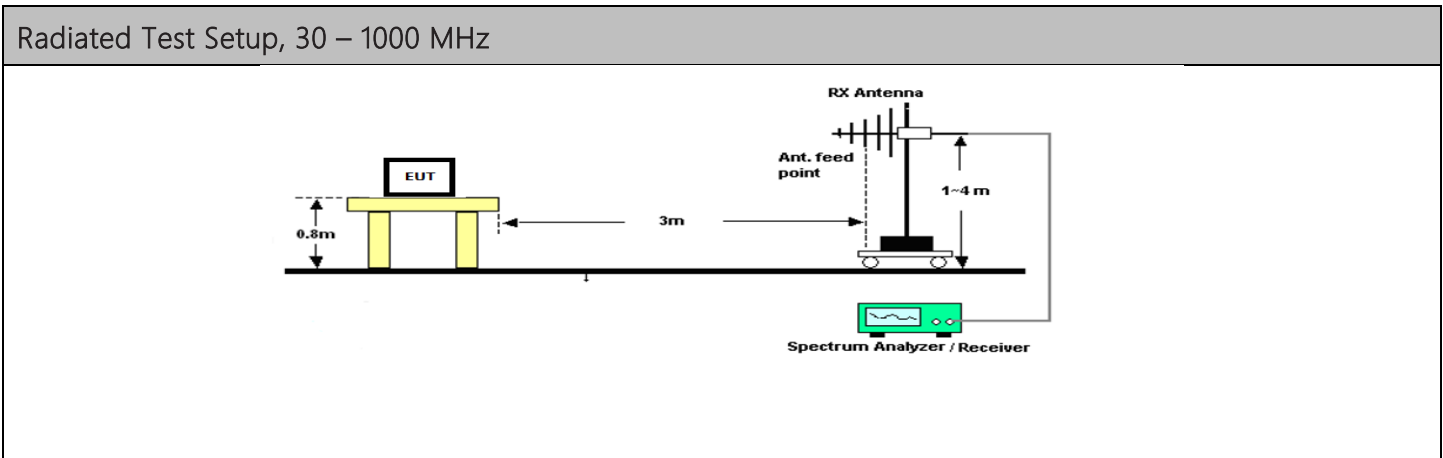 Radiated Test Setup, 30 – 1000 MHz
RX Antenna
Ant. feed
point
EUT
1~4 m
3m
0.8m
Spectrum Analyzer / Receiver